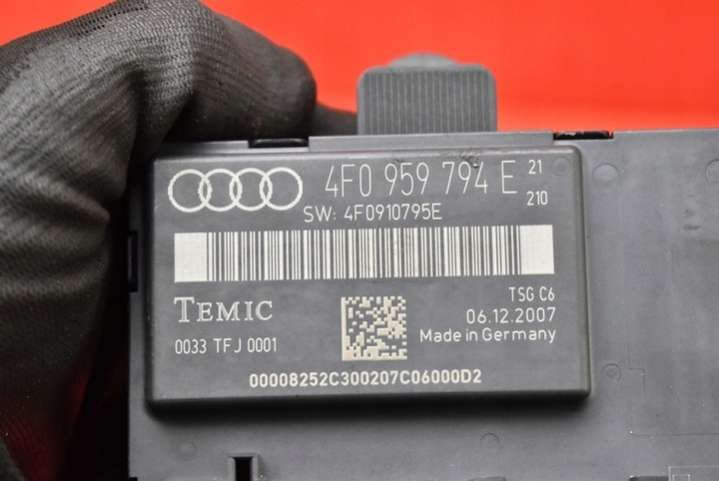 4F0 959 794 E 21
210
SW: 4F0910795E
TSG C6
TEMIC
06.12.2007
Made in Germany
0033 TFJ 0001
00008252C300207C06000D2